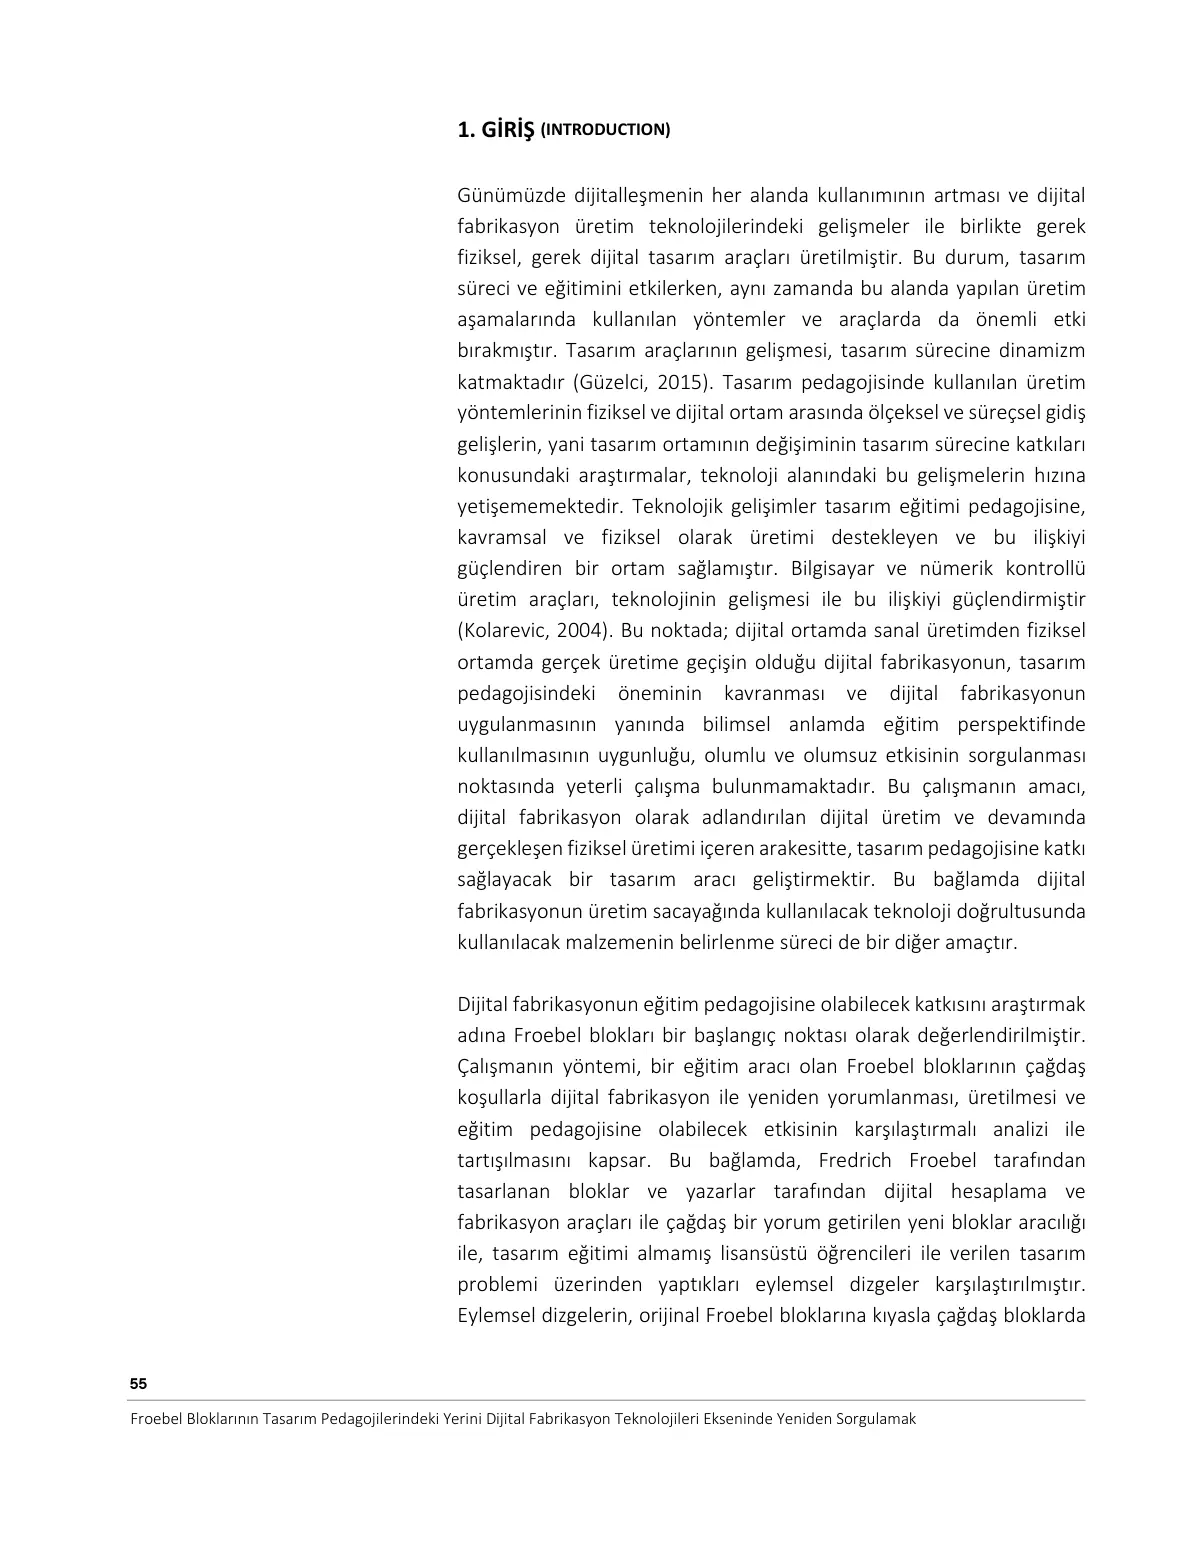 1. GİRİŞ (INTRODUCTION)
Günümüzde dijitalleşmenin her alanda kullanımının artması ve dijital
fabrikasyon üretim teknolojilerindeki gelişmeler ile birlikte gerek
fiziksel, gerek dijital tasarım araçları üretilmiştir. Bu durum, tasarım
süreci ve eğitimini etkilerken, aynı zamanda bu alanda yapılan üretim
aşamalarında kullanılan yöntemler ve araçlarda da önemli etki
bırakmıştır. Tasarım araçlarının gelişmesi, tasarım sürecine dinamizm
katmaktadır (Güzelci, 2015). Tasarım pedagojisinde kullanılan üretim
yöntemlerinin fiziksel ve dijital ortam arasında ölçeksel ve süreçsel gidiş
gelişlerin, yani tasarım ortamının değişiminin tasarım sürecine katkıları
konusundaki araştırmalar, teknoloji alanındaki bu gelişmelerin hızına
yetişememektedir. Teknolojik gelişimler tasarım eğitimi pedagojisine,
kavramsal ve fiziksel olarak üretimi destekleyen ve bu ilişkiyi
güçlendiren bir ortam sağlamıştır. Bilgisayar ve nümerik kontrollü
üretim araçları, teknolojinin gelişmesi ile bu ilişkiyi güçlendirmiştir
(Kolarevic, 2004). Bu noktada; dijital ortamda sanal üretimden fiziksel
ortamda gerçek üretime geçişin olduğu dijital fabrikasyonun, tasarım
pedagojisindeki öneminin kavranması ve dijital fabrikasyonun
uygulanmasının yanında bilimsel anlamda eğitim perspektifinde
kullanılmasının uygunluğu, olumlu ve olumsuz etkisinin sorgulanması
noktasında yeterli çalışma bulunmamaktadır. Bu çalışmanın amacı,
dijital fabrikasyon olarak adlandırılan dijital üretim ve devamında
gerçekleşen fiziksel üretimi içeren arakesitte, tasarım pedagojisine katkı
sağlayacak bir tasarım aracı geliştirmektir. Bu bağlamda dijital
fabrikasyonun üretim sacayağında kullanılacak teknoloji doğrultusunda
kullanılacak malzemenin belirlenme süreci de bir diğer amaçtır.
Dijital fabrikasyonun eğitim pedagojisine olabilecek katkısını araştırmak
adına Froebel blokları bir başlangıç noktası olarak değerlendirilmiştir.
Çalışmanın yöntemi, bir eğitim aracı olan Froebel bloklarının çağdaş
koşullarla dijital fabrikasyon ile yeniden yorumlanması, üretilmesi ve
eğitim pedagojisine olabilecek etkisinin karşılaştırmalı analizi ile
tartışılmasını kapsar. Bu bağlamda, Fredrich Froebel tarafından
tasarlanan bloklar ve yazarlar tarafından dijital hesaplama ve
fabrikasyon araçları ile çağdaş bir yorum getirilen yeni bloklar aracılığı
ile, tasarım eğitimi almamış lisansüstü öğrencileri ile verilen tasarım
problemi üzerinden yaptıkları eylemsel dizgeler karşılaştırılmıştır.
Eylemsel dizgelerin, orijinal Froebel bloklarına kıyasla çağdaş bloklarda
55
Froebel Bloklarının Tasarım Pedagojilerindeki Yerini Dijital Fabrikasyon Teknolojileri Ekseninde Yeniden Sorgulamak